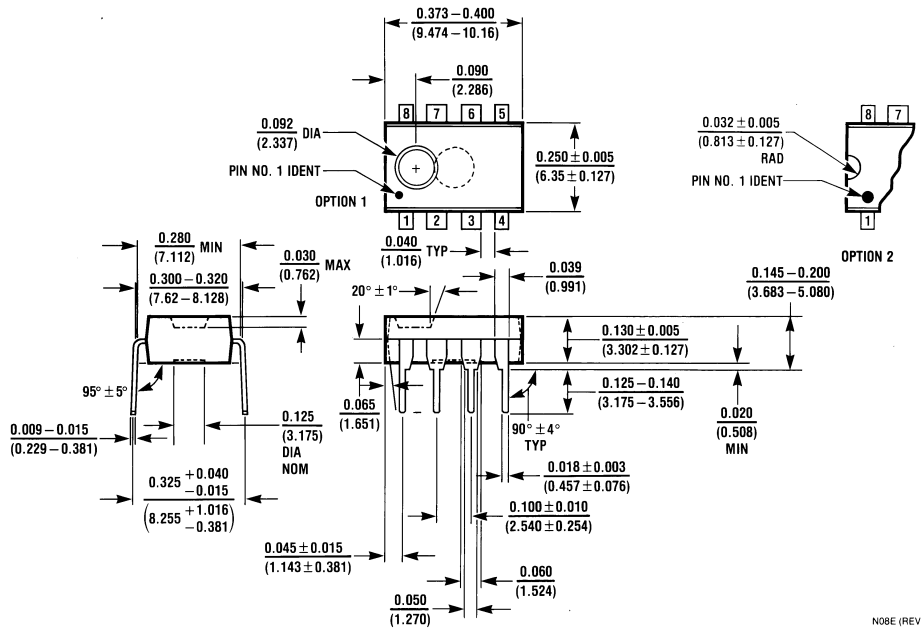 0.373 – 0.400
(9.474 – 10.16)
0.090
(2.286)
8 7 6 5
0.092 DIA
(2.337)
PIN NO. 1 IDENT
OPTION 1
1 2 3 4
0.250 ± 0.005
(6.35 ± 0.127)
8 7
0.032 ± 0.005
(0.813 ± 0.127)
RAD
PIN NO. 1 IDENT
1
OPTION 2
0.280 MIN
(7.112)
0.300 – 0.320
(7.62 – 8.128)
0.030 MAX
(0.762)
0.040 TYP
(1.016)
0.039
(0.991)
20° ± 1°
0.145 – 0.200
(3.683 – 5.080)
0.130 ± 0.005
(3.302 ± 0.127)
0.125 – 0.140
(3.175 – 3.556)
0.020
(0.508)
MIN
95° ± 5°
0.009 – 0.015
(0.229 – 0.381)
0.125
(3.175)
DIA
NOM
0.065
(1.651)
90° ± 4°
TYP
0.018 ± 0.003
(0.457 ± 0.076)
0.325 +0.040
−0.015
(8.255 +1.016
−0.381)
0.100 ± 0.010
(2.540 ± 0.254)
0.045 ± 0.015
(1.143 ± 0.381)
0.060
(1.524)
0.050
(1.270)
N08E (REV